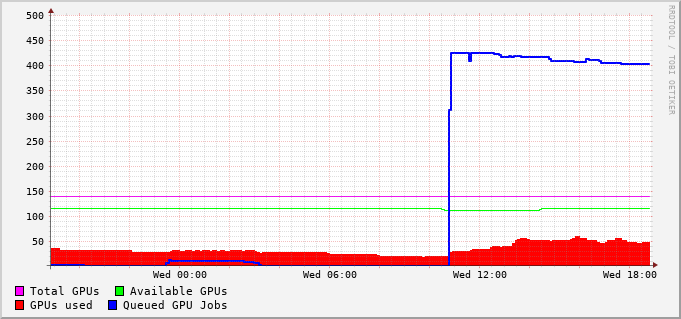 500
450
400
350
300
250
200
150
100
50
Wed 00:00 Wed 06:00 Wed 12:00 Wed 18:00
Total GPUs Available GPUs
GPUs used Queued GPU Jobs
RRDTOOL / TOBI OETIKER